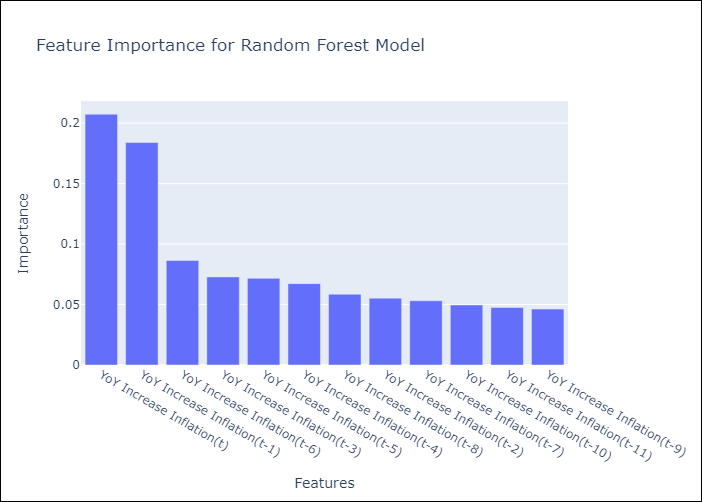 Feature Importance for Random Forest Model
0.2
0.15
0.1
0.05
0
Importance
YoY Increase Inflation(t)
YoY Increase Inflation(t-1)
YoY Increase Inflation(t-6)
YoY Increase Inflation(t-3)
YoY Increase Inflation(t-5)
YoY Increase Inflation(t-4)
YoY Increase Inflation(t-8)
YoY Increase Inflation(t-2)
YoY Increase Inflation(t-7)
YoY Increase Inflation(t-10)
YoY Increase Inflation(t-11)
YoY Increase Inflation(t-9)
Features